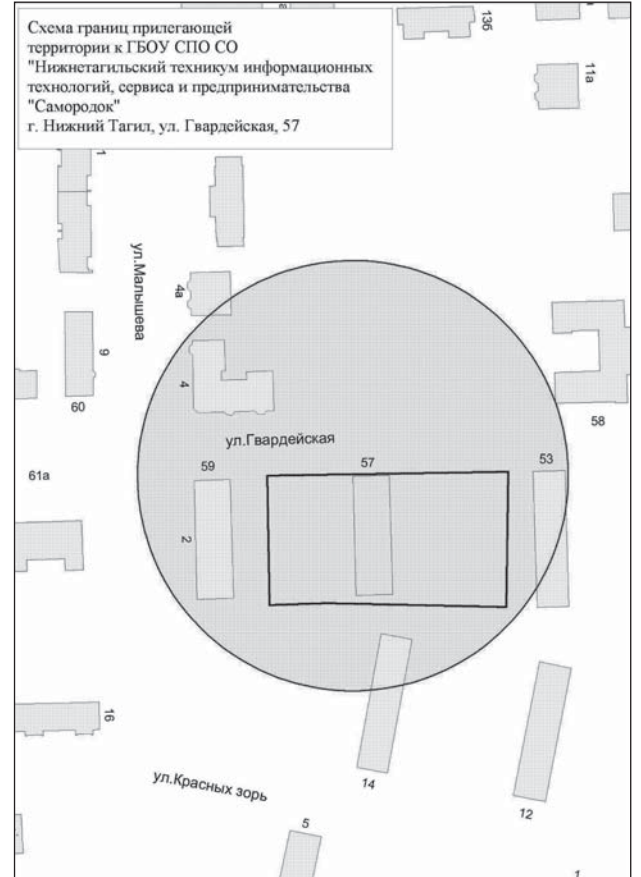 Схема границ прилегающей
территории к ГБОУ СПО СО
"Нижнетагильский техникум информационных
технологий, сервиса и предпринимательства
"Самородок"
г. Нижний Тагил, ул. Гвардейская, 57
13б
11а
1
ул.Малышева
4а
9
60
4
58
ул.Гвардейская
59
57
53
61а
2
16
14
12
ул.Красных зорь
5
1